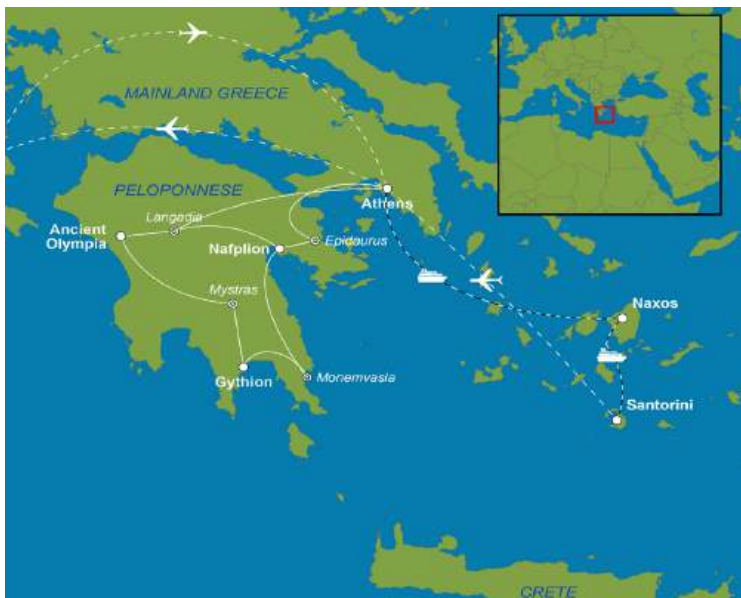 MAINLAND GREECE
PELOPONNESE
Athens
Langadia
Ancient
Olympia
Nafplion
Epidaurus
Mystras
Naxos
Gythion
Monemvasia
Santorini
CRETE